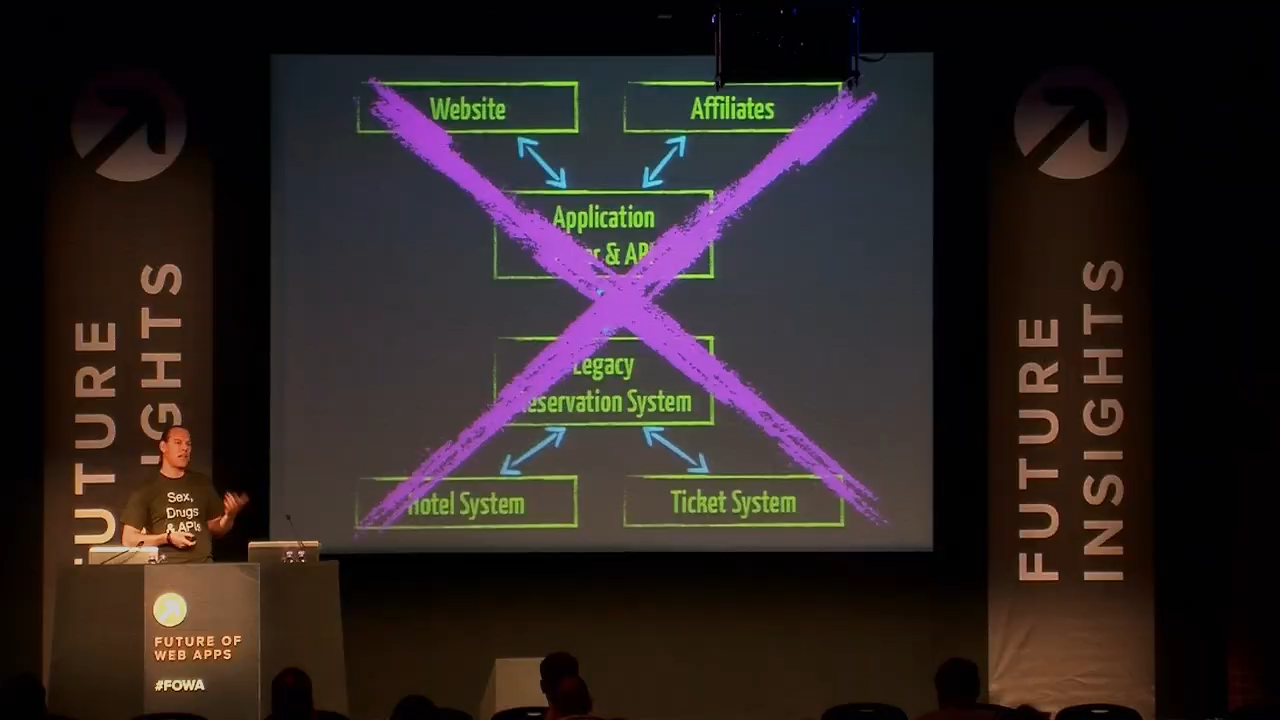 Website
Affiliates
Application
& API
Legacy
Reservation System
Hotel System
Ticket System
FUTURE
INSIGHTS
FUTURE
INSIGHTS
Sex,
Drugs
& APIs
FUTURE OF
WEB APPS
#FOWA